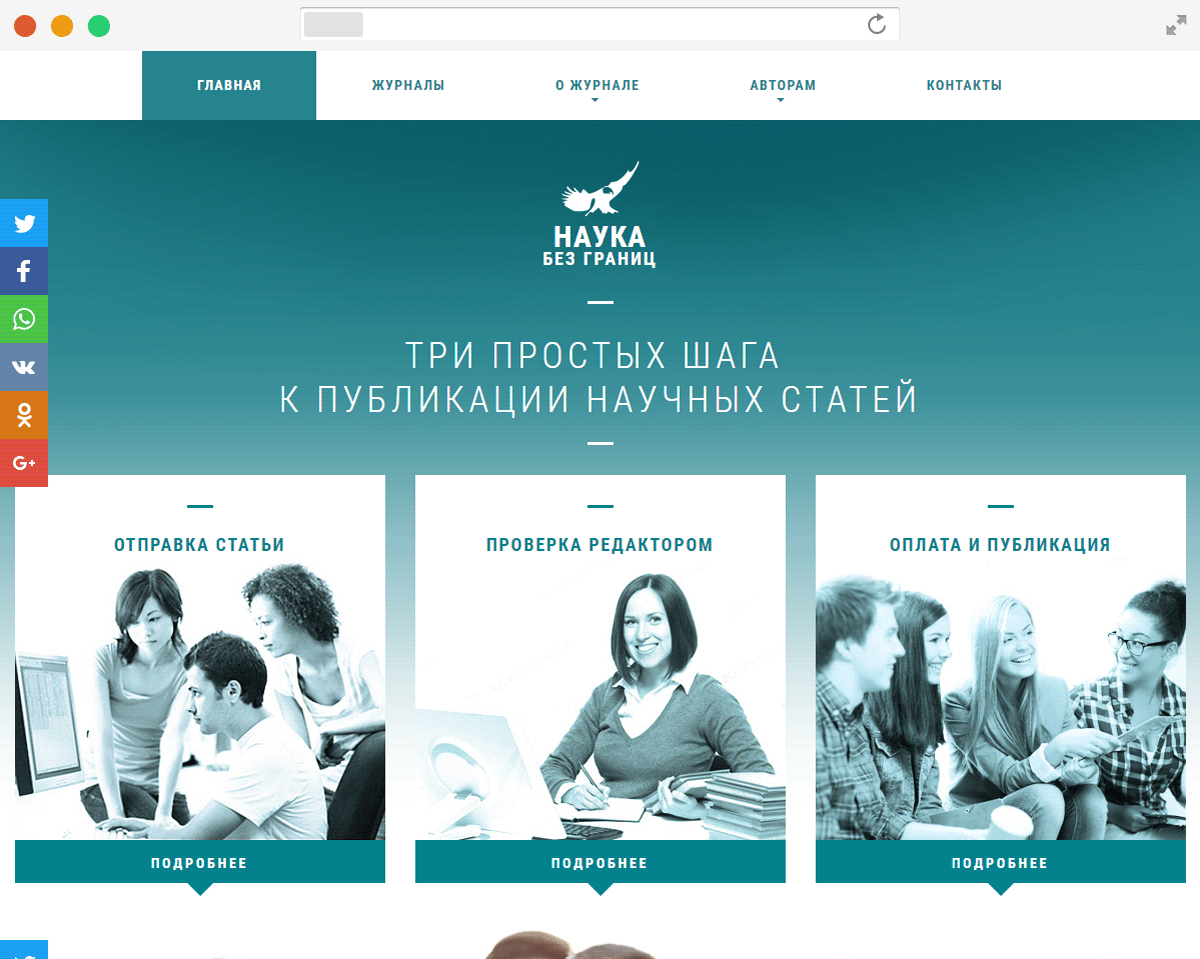 ГЛАВНАЯ
ЖУРНАЛЫ
О ЖУРНАЛЕ
АВТОРАМ
КОНТАКТЫ
НАУКА
БЕЗ ГРАНИЦ
ТРИ ПРОСТЫХ ШАГА
К ПУБЛИКАЦИИ НАУЧНЫХ СТАТЕЙ
G+
ОТПРАВКА СТАТЬИ
ПРОВЕРКА РЕДАКТОРОМ
ОПЛАТА И ПУБЛИКАЦИЯ
ПОДРОБНЕЕ
ПОДРОБНЕЕ
ПОДРОБНЕЕ